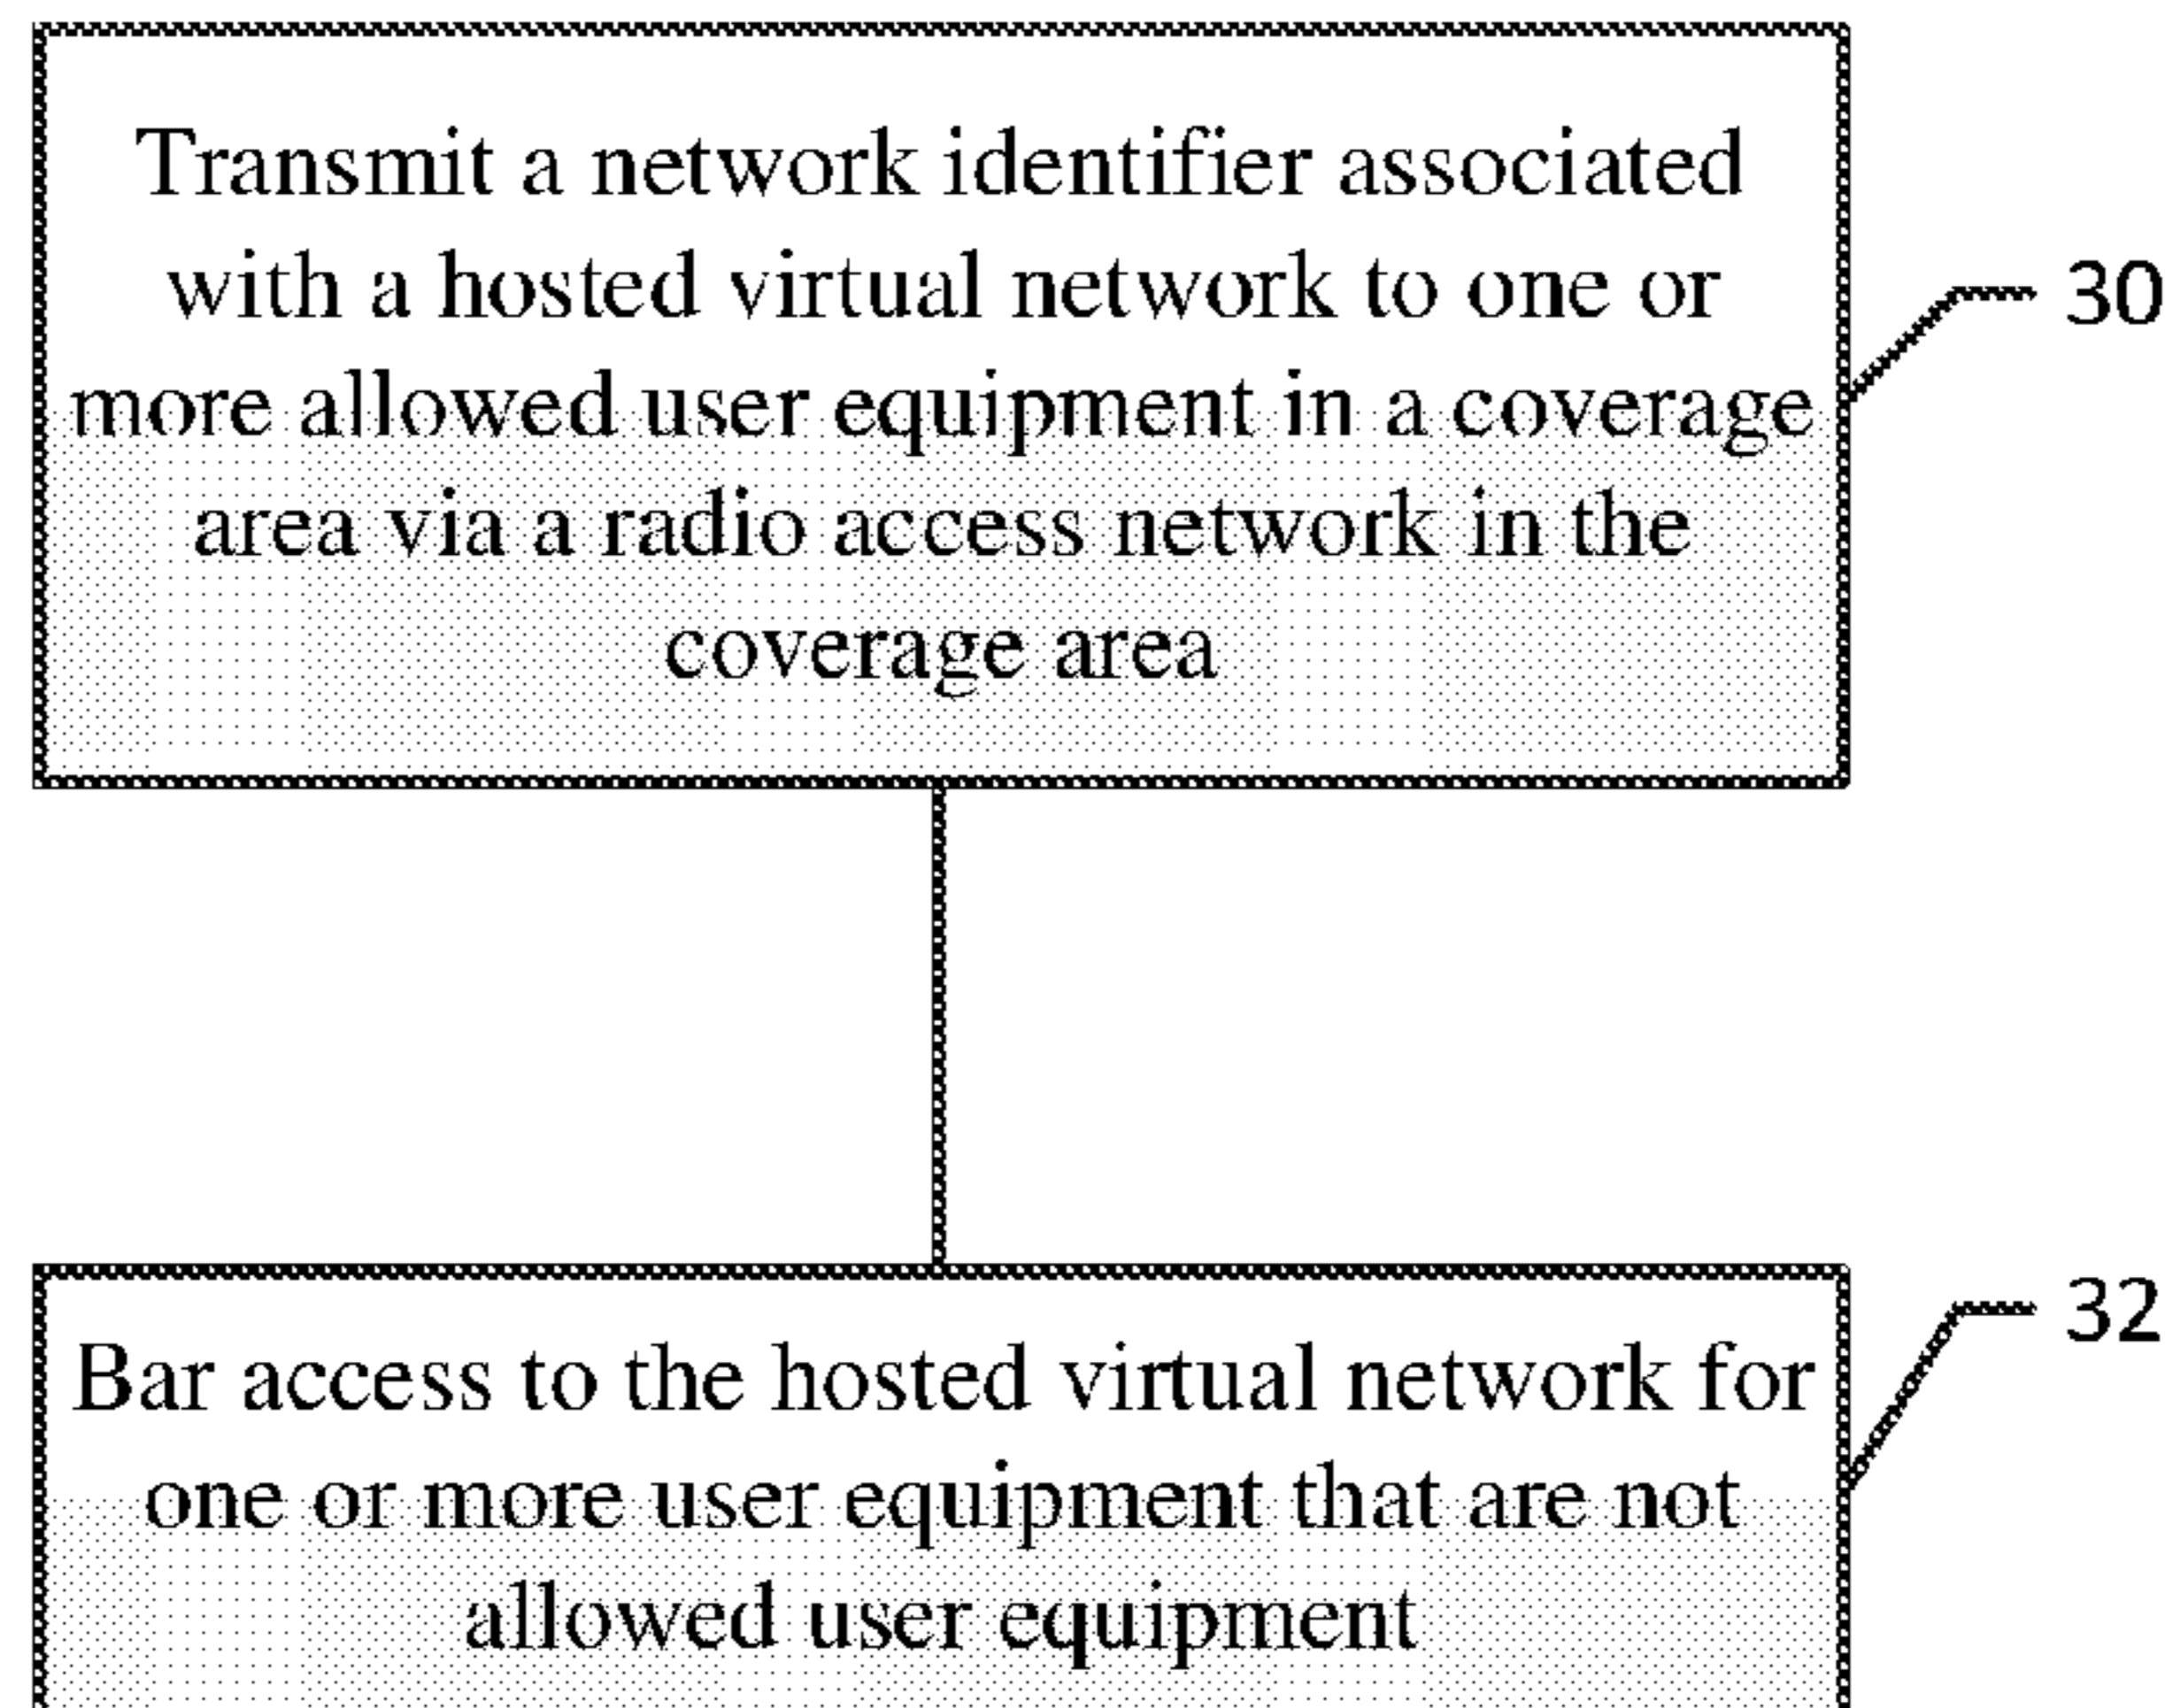 Transmit a network identifier associated
with a hosted virtual network to one or
more allowed user equipment in a coverage
area via a radio access network in the
coverage area
30
Bar access to the hosted virtual network for
one or more user equipment that are not
allowed user equipment
32